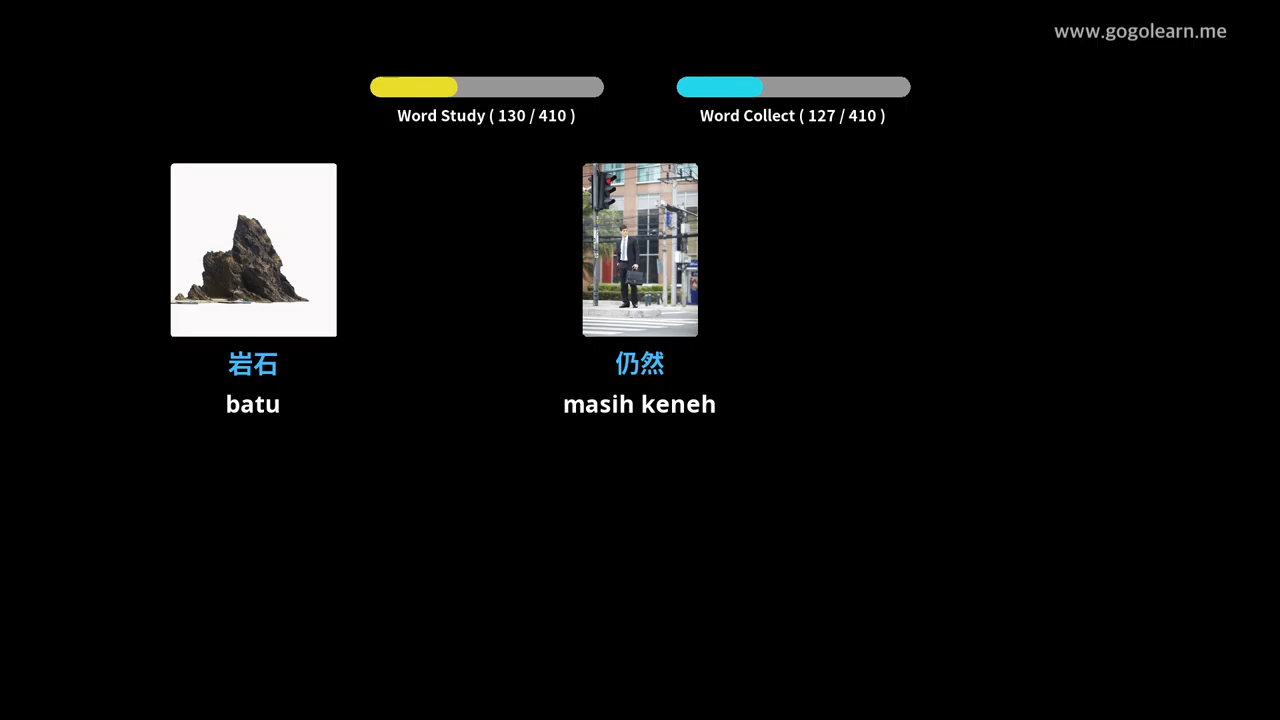 www.gogolearn.me
Word Study ( 130 / 410 )
Word Collect ( 127 / 410 )
岩石
batu
仍然
masih keneh